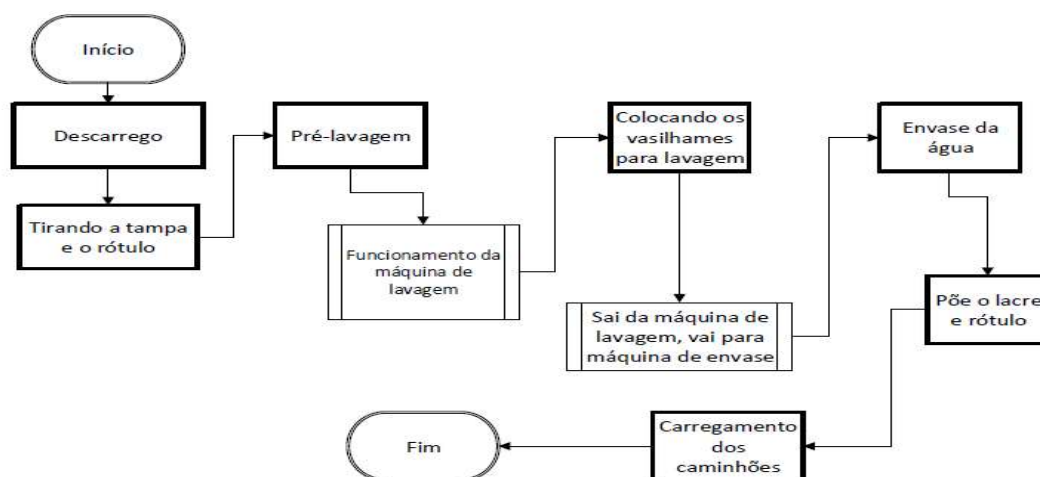 Início
Descarrego
Tirando a tampa
e o rótulo
Pré-lavagem
Funcionamento da
máquina de
lavagem
Colocando os
vasilhames
para lavagem
Sai da máquina de
lavagem, vai para
máquina de envase
Envase da
água
Põe o lacre
e rótulo
Carregamento
dos
caminhões
Fim